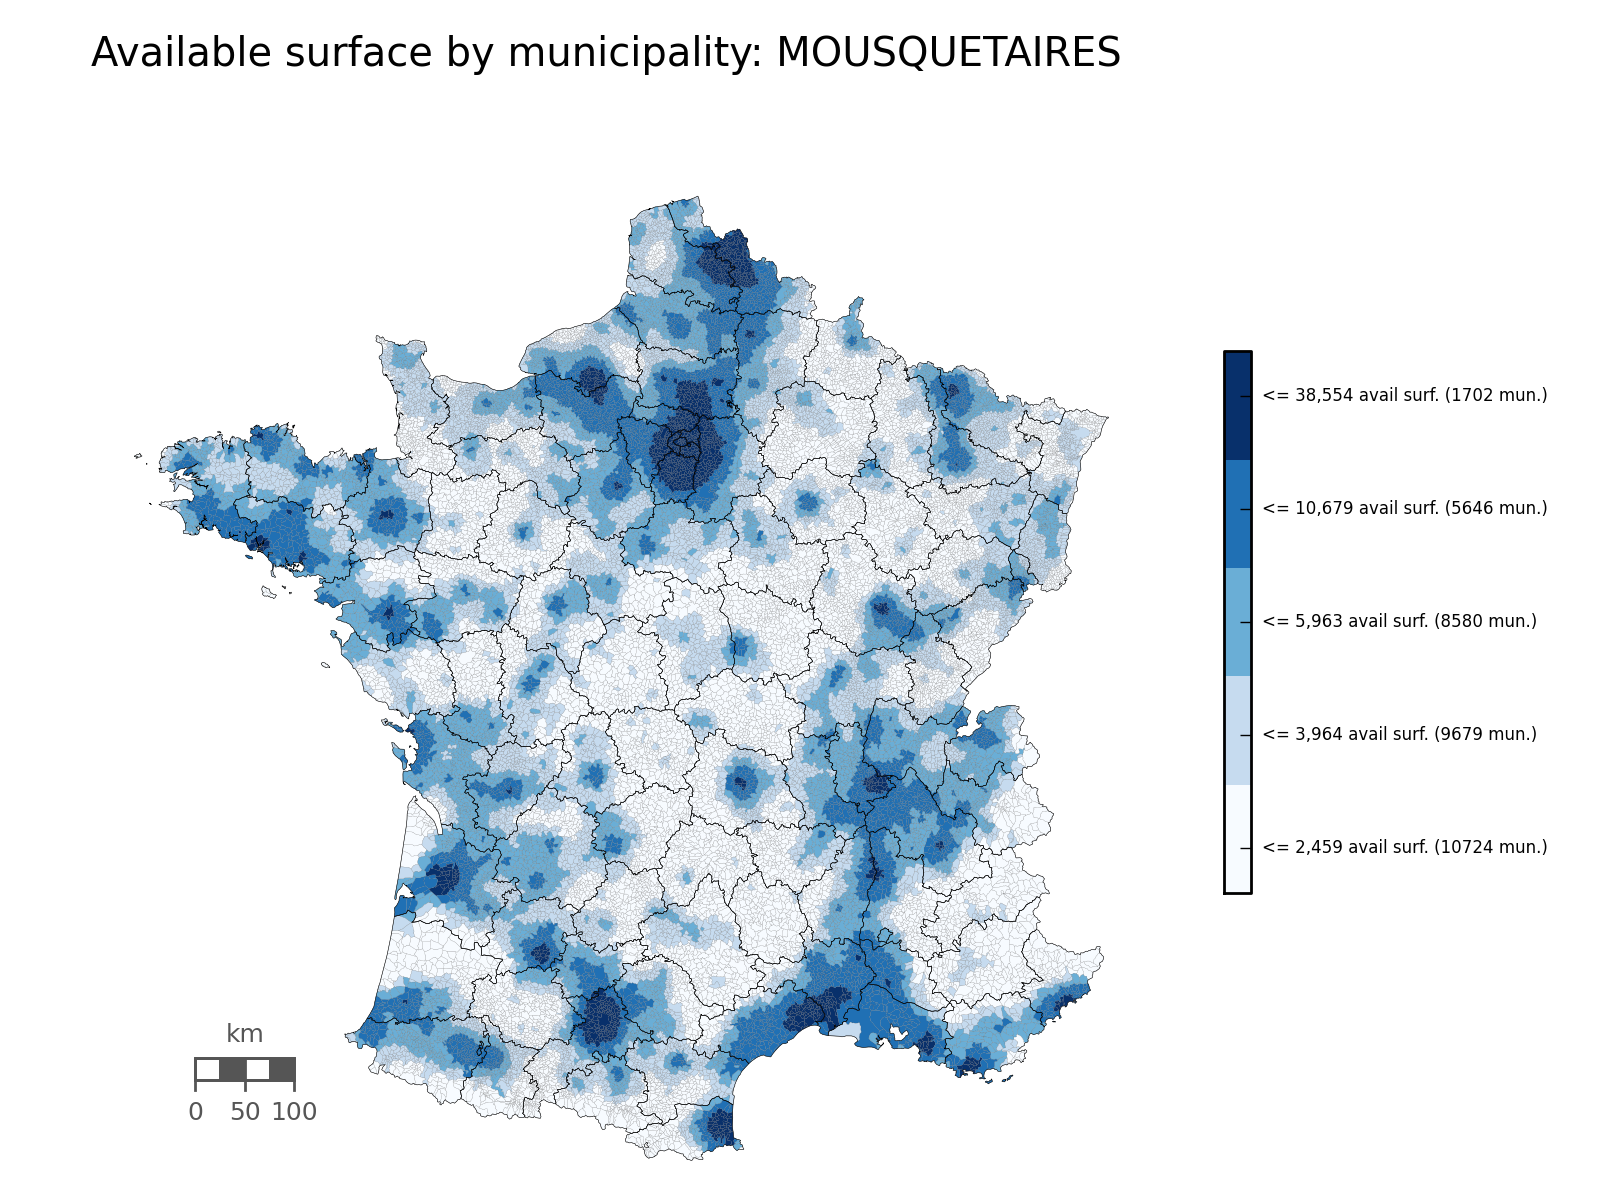 Available surface by municipality: MOUSQUETAIRES
<= 38,554 avail surf. (1702 mun.)
<= 10,679 avail surf. (5646 mun.)
<= 5,963 avail surf. (8580 mun.)
<= 3,964 avail surf. (9679 mun.)
<= 2,459 avail surf. (10724 mun.)
km
0 50 100